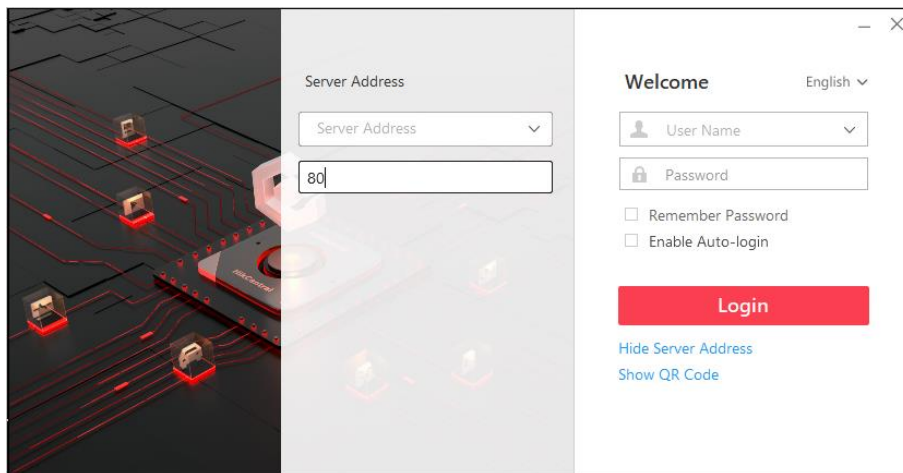 Server Address
Server Address
80
HikCentral
Welcome
English
User Name
Password
Remember Password
Enable Auto-login
Login
Hide Server Address
Show QR Code